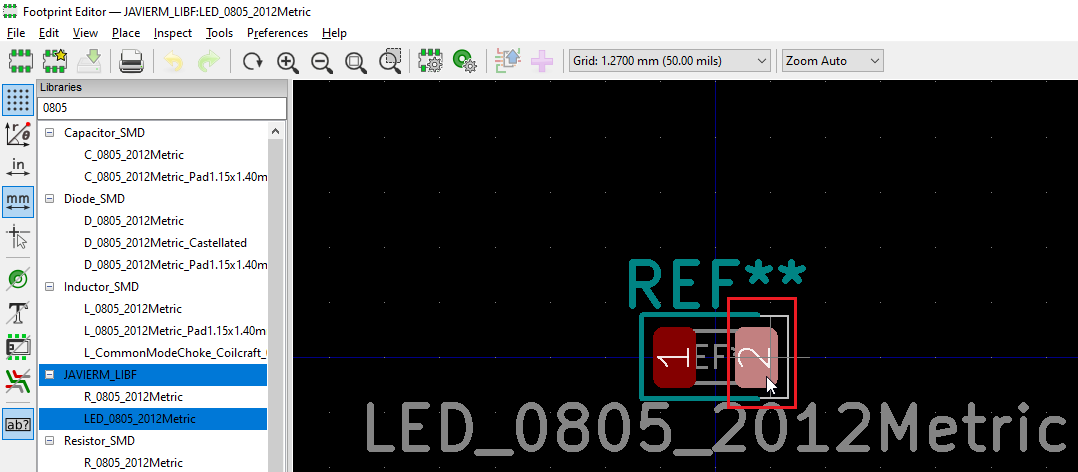 Footprint Editor — JAVIERM_LIBF:LED_0805_2012Metric
File Edit View Place Inspect Tools Preferences Help
Grid: 1.2700 mm (50.00 mils) Zoom Auto
Libraries
0805
Capacitor_SMD
C_0805_2012Metric
C_0805_2012Metric_Pad1.15x1.40m
Diode_SMD
D_0805_2012Metric
D_0805_2012Metric_Castellated
D_0805_2012Metric_Pad1.15x1.40m
Inductor_SMD
L_0805_2012Metric
L_0805_2012Metric_Pad1.15x1.40m
L_CommonModeChoke_Coilcraft_
JAVIERM_LIBF
R_0805_2012Metric
LED_0805_2012Metric
Resistor_SMD
R_0805_2012Metric
in
mm
T
ab?
REF**
1 EF* 2
LED_0805_2012Metric